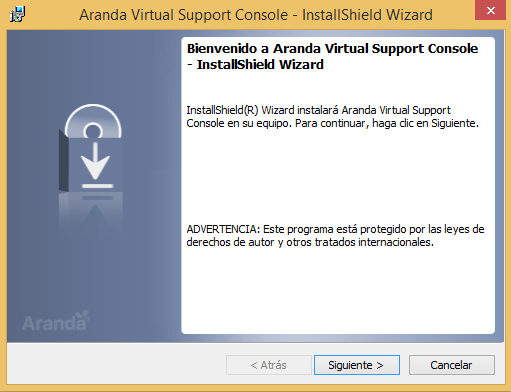 Aranda Virtual Support Console - InstallShield Wizard
Bienvenido a Aranda Virtual Support Console
- InstallShield Wizard
InstallShield(R) Wizard instalará Aranda Virtual Support
Console en su equipo. Para continuar, haga clic en Siguiente.
ADVERTENCIA: Este programa está protegido por las leyes de
derechos de autor y otros tratados internacionales.
Aranda
< Atrás
Siguiente >
Cancelar